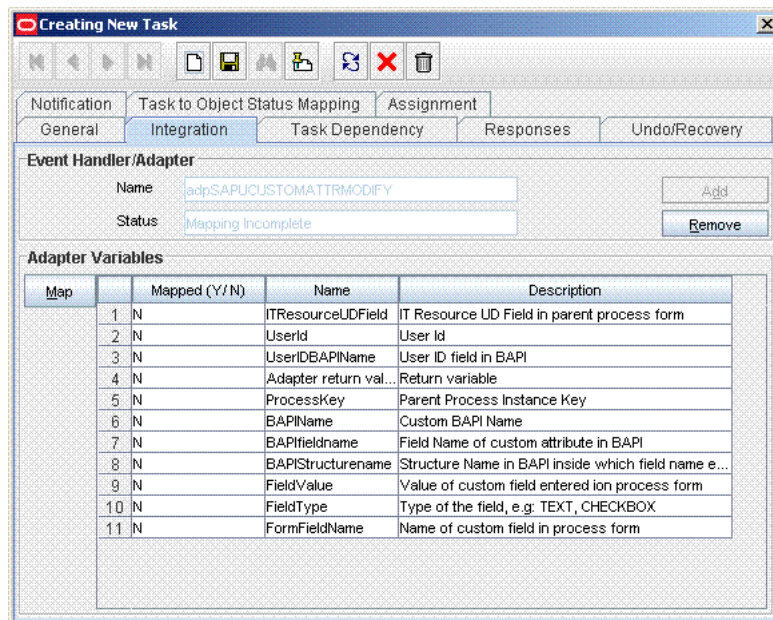 Creating New Task
Notification Task to Object Status Mapping Assignment
General Integration Task Dependency Responses Undo/Recovery
Event Handler/Adapter
Name adpSAPUCUSTOMATTRMODIFY Add
Status Mapping Incomplete Remove
Adapter Variables
Map Mapped (Y/N) Name Description
1 N ITResourceUDField IT Resource UD Field in parent process form
2 N UserId User Id
3 N UserIDBAPIName User ID field in BAPI
4 N Adapter return val... Return variable
5 N ProcessKey Parent Process Instance Key
6 N BAPIName Custom BAPI Name
7 N BAPIfieldname Field Name of custom attribute in BAPI
8 N BAPIStructurename Structure Name in BAPI inside which field name e...
9 N FieldValue Value of custom field entered ion process form
10 N FieldType Type of the field, e.g: TEXT, CHECKBOX
11 N FormFieldName Name of custom field in process form